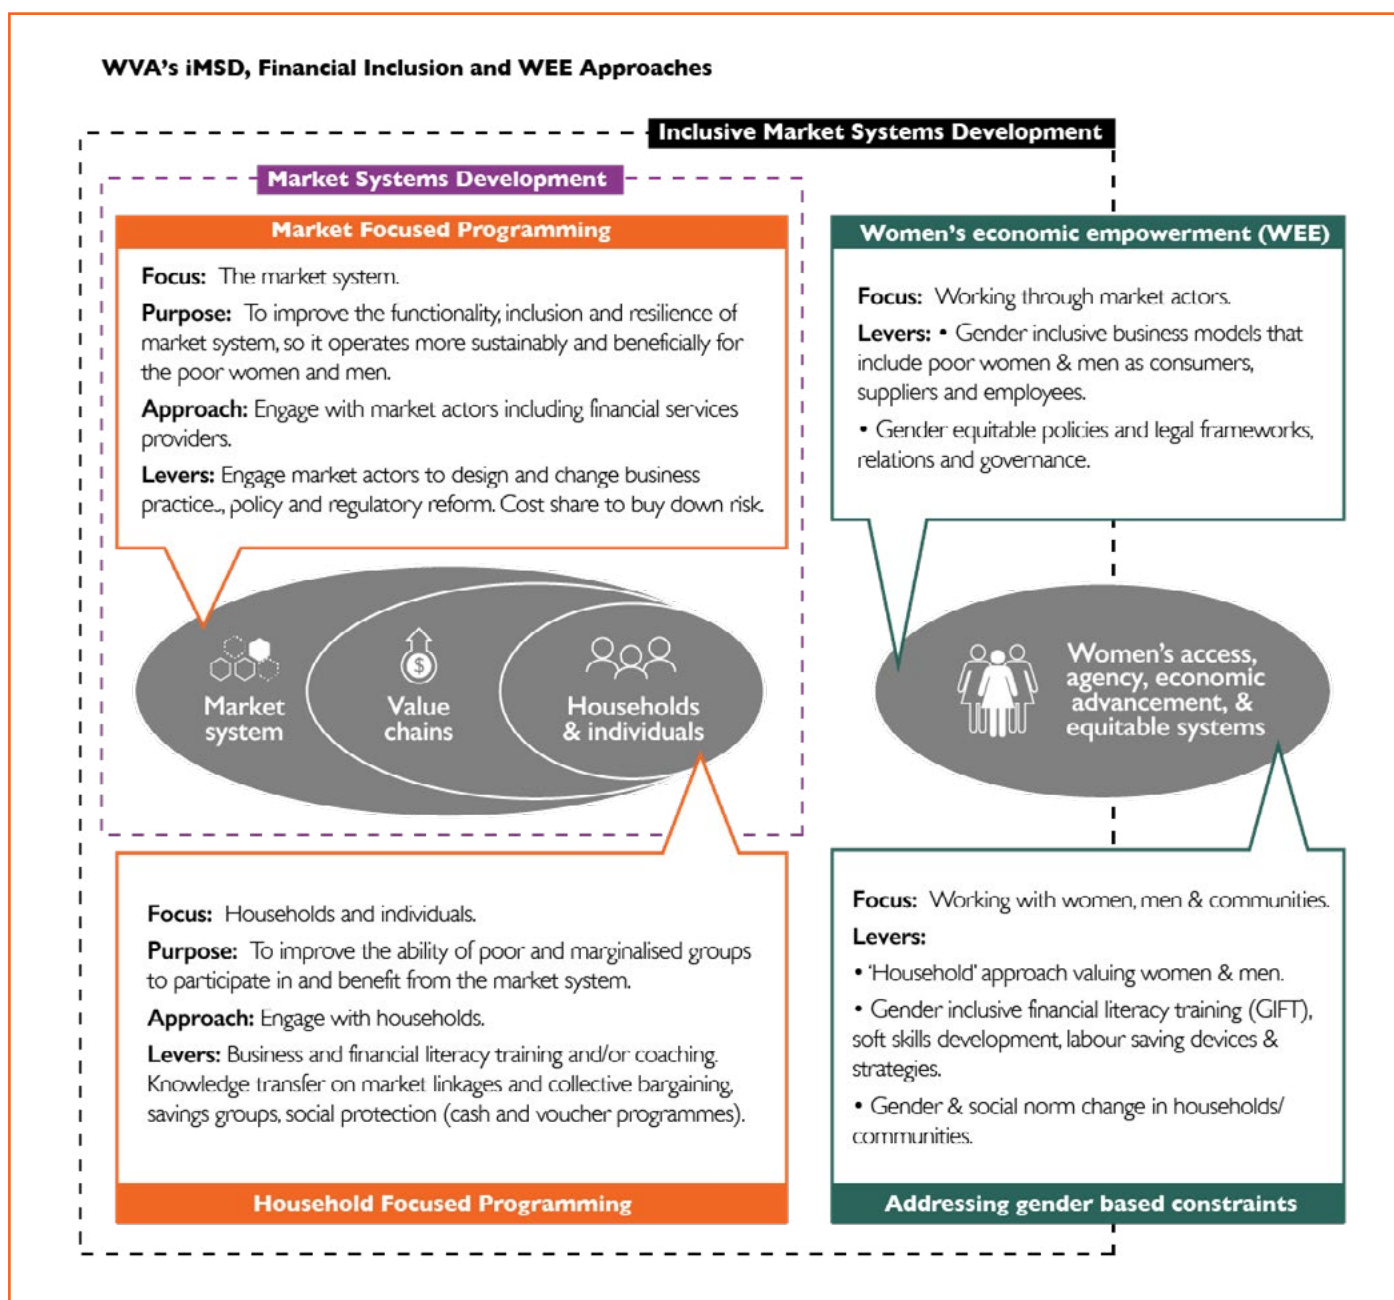 WVA's iMSD, Financial Inclusion and WEE Approaches
Inclusive Market Systems Development
Market Systems Development
Market Focused Programming
Focus: The market system.
Purpose: To improve the functionality, inclusion and resilience of
market system, so it operates more sustainably and beneficially for
the poor women and men.
Approach: Engage with market actors including financial services
providers.
Levers: Engage market actors to design and change business
practice., policy and regulatory reform. Cost share to buy down risk.
Women's economic empowerment (WEE)
Focus: Working through market actors.
Levers: • Gender inclusive business models that
include poor women & men as consumers,
suppliers and employees.
• Gender equitable policies and legal frameworks,
relations and governance.
Market
system
$
Value
chains
Households
& individuals
Women's access,
agency, economic
advancement, &
equitable systems
Focus: Households and individuals.
Purpose: To improve the ability of poor and marginalised groups
to participate in and benefit from the market system.
Approach: Engage with households.
Levers: Business and financial literacy training and/or coaching.
Knowledge transfer on market linkages and collective bargaining,
savings groups, social protection (cash and voucher programmes).
Household Focused Programming
Focus: Working with women, men & communities.
Levers:
• 'Household' approach valuing women & men.
• Gender inclusive financial literacy training (GIFT),
soft skills development, labour saving devices &
strategies.
• Gender & social norm change in households/
communities.
Addressing gender based constraints